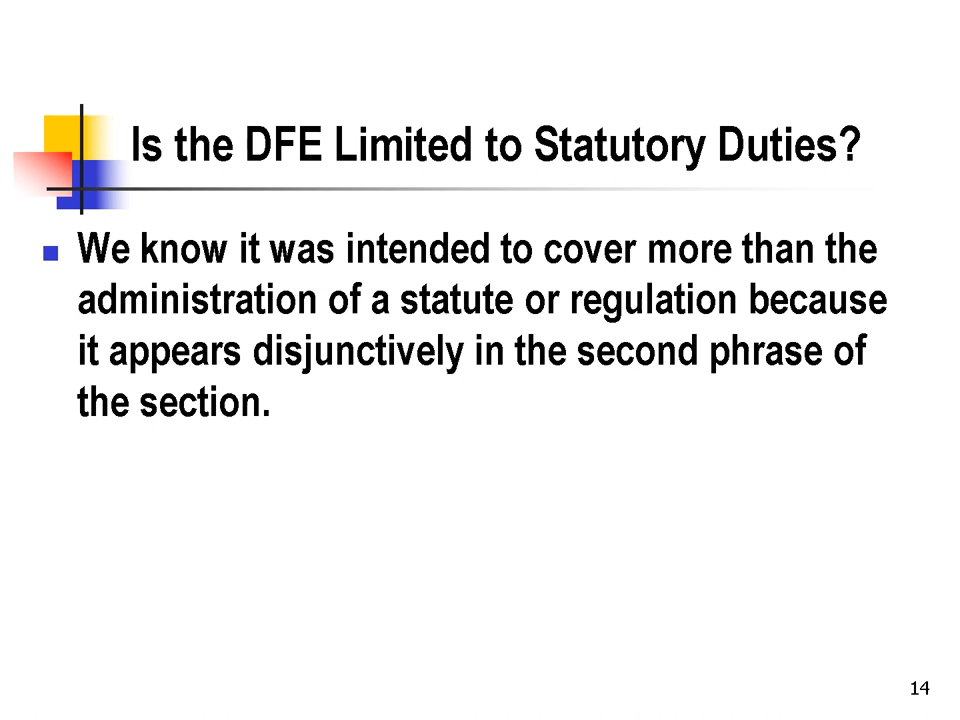 Is the DFE Limited to Statutory Duties?
We know it was intended to cover more than the
administration of a statute or regulation because
it appears disjunctively in the second phrase of
the section.
14